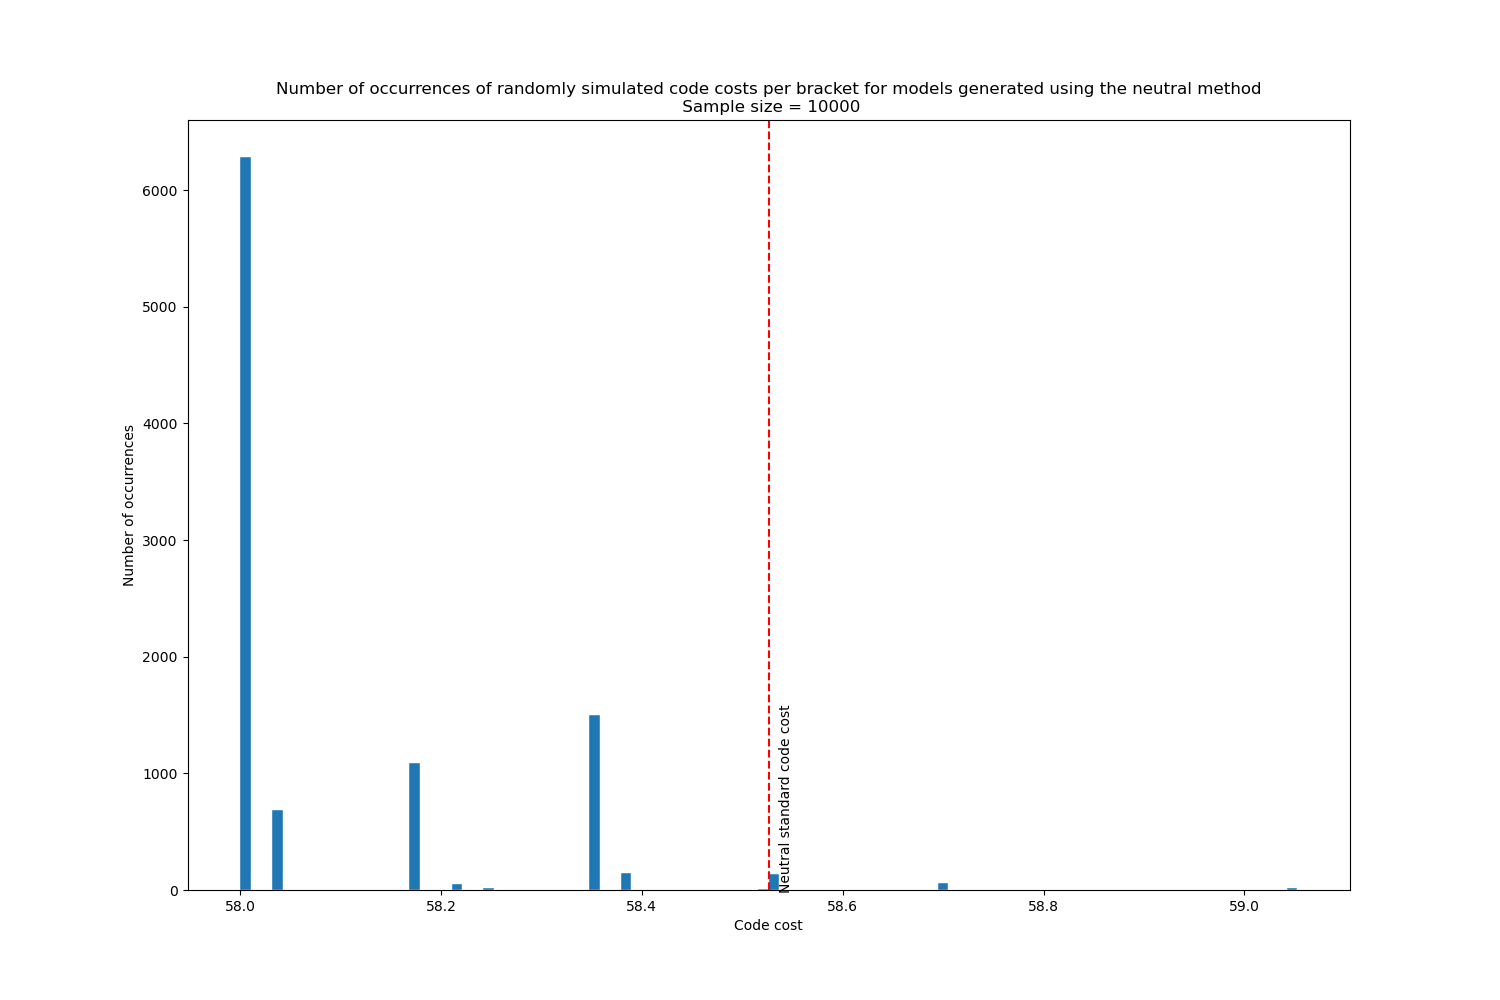 Number of occurrences of randomly simulated code costs per bracket for models generated using the neutral method
Sample size = 10000
Number of occurrences
6000
5000
4000
3000
2000
1000
0
Neutral standard code cost
58.0 58.2 58.4 58.6 58.8 59.0
Code cost